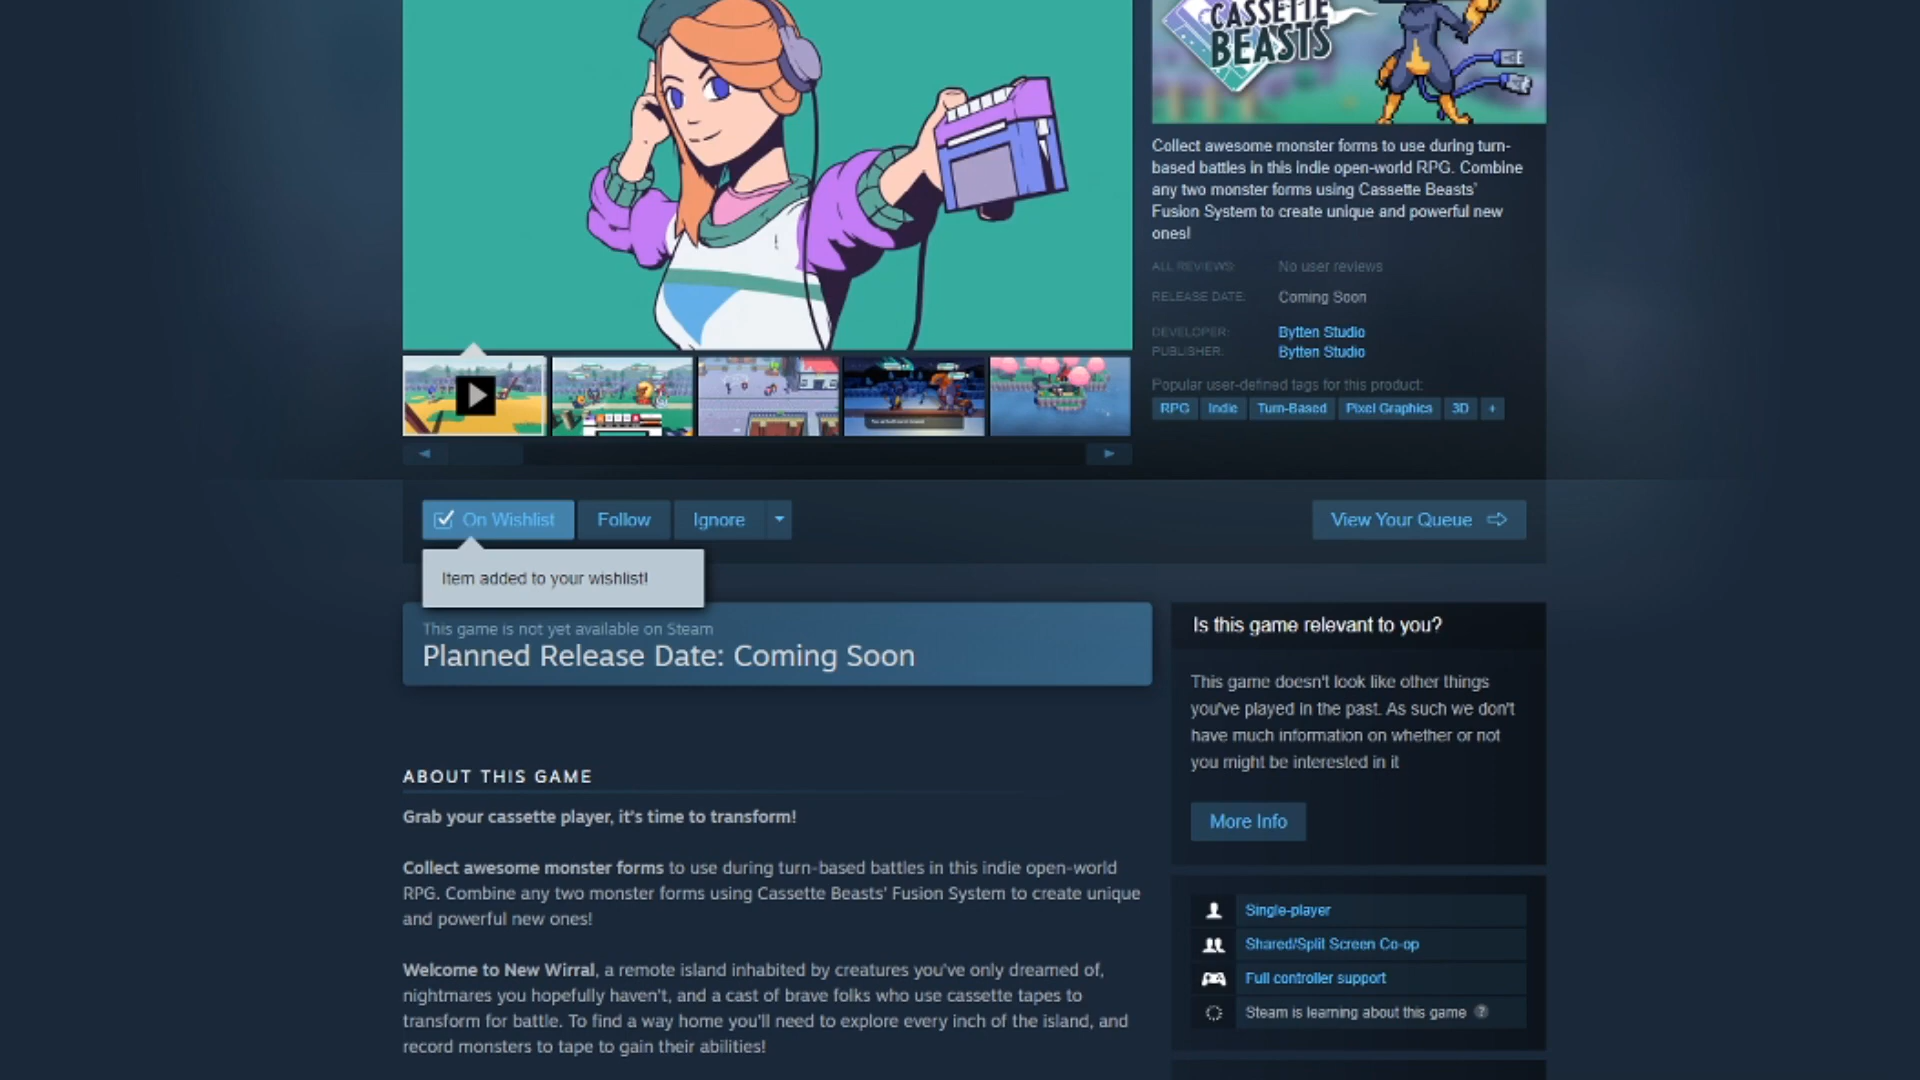 CASSETTE
BEASTS
Collect awesome monster forms to use during turn-
based battles in this indie open-world RPG. Combine
any two monster forms using Cassette Beasts'
Fusion System to create unique and powerful new
ones!
ALL REVIEWS: No user reviews
RELEASE DATE: Coming Soon
DEVELOPER: Bytten Studio
PUBLISHER: Bytten Studio
Popular user-defined tags for this product:
RPG Indie Turn-Based Pixel Graphics 3D +
On Wishlist Follow Ignore View Your Queue
Item added to your wishlist!
This game is not yet available on Steam
Planned Release Date: Coming Soon
Is this game relevant to you?
This game doesn't look like other things
you've played in the past. As such we don't
have much information on whether or not
you might be interested in it
More Info
ABOUT THIS GAME
Grab your cassette player, it's time to transform!
Collect awesome monster forms to use during turn-based battles in this indie open-world
RPG. Combine any two monster forms using Cassette Beasts' Fusion System to create unique
and powerful new ones!
Welcome to New Wirral, a remote island inhabited by creatures you've only dreamed of,
nightmares you hopefully haven't, and a cast of brave folks who use cassette tapes to
transform for battle. To find a way home you'll need to explore every inch of the island, and
record monsters to tape to gain their abilities!
Single-player
Shared/Split Screen Co-op
Full controller support
Steam is learning about this game ?